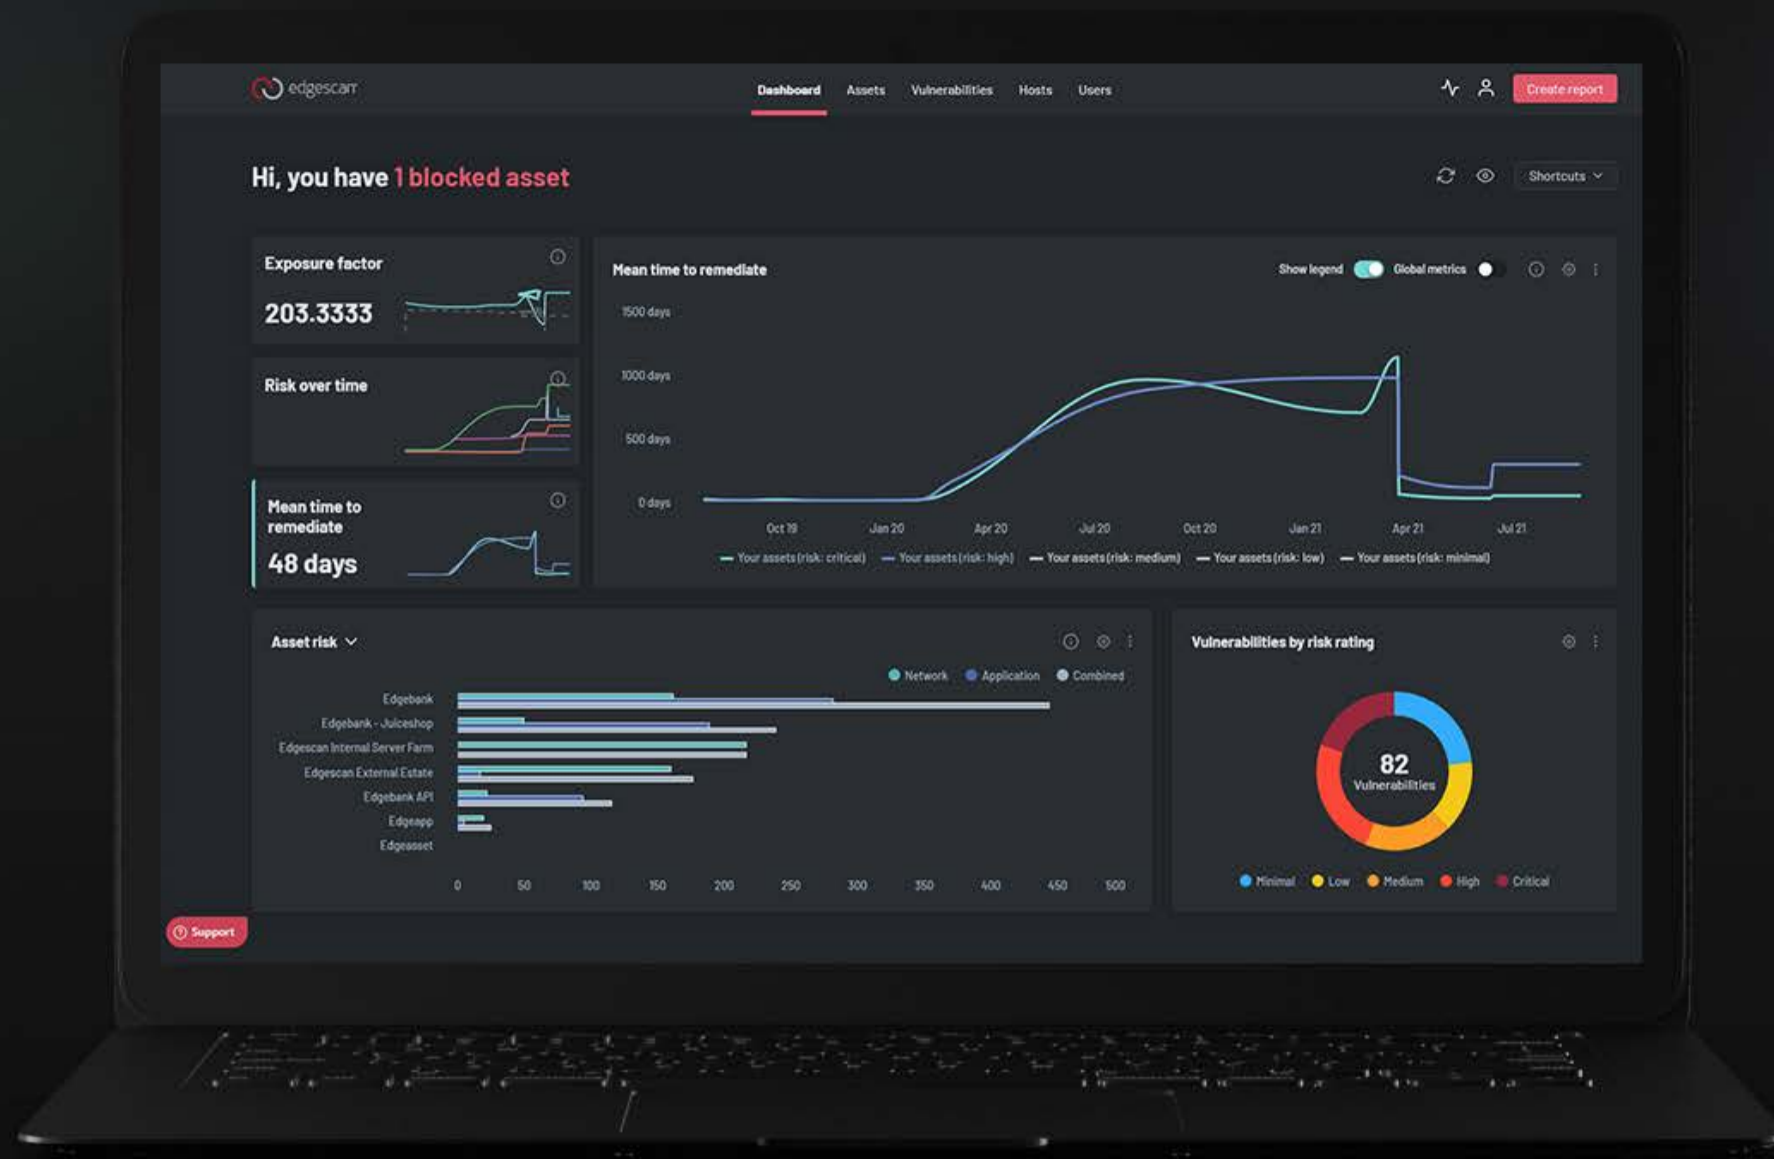 edgescan
Dashboard Assets Vulnerabilities Hosts Users
Create report
Hi, you have 1 blocked asset
Shortcuts
Exposure factor
203.3333
Risk over time
Mean time to
remediate
48 days
Mean time to remediate
Show legend Global metrics
1500 days
1000 days
500 days
0 days
Oct 19 Jan 20 Apr 20 Jul 20 Oct 20 Jan 21 Apr 21 Jul 21
Your assets (risk: critical) Your assets (risk: high) Your assets (risk: medium) Your assets (risk: low) Your assets (risk: minimal)
Asset risk
Network Application Combined
Edgebank
Edgebank - Juiceshop
Edgescan Internal Server Farm
Edgescan External Estate
Edgebank API
Edgeapp
Edgeasset
0 50 100 150 200 250 300 350 400 450 500
Vulnerabilities by risk rating
82
Vulnerabilities
Minimal Low Medium High Critical
Support